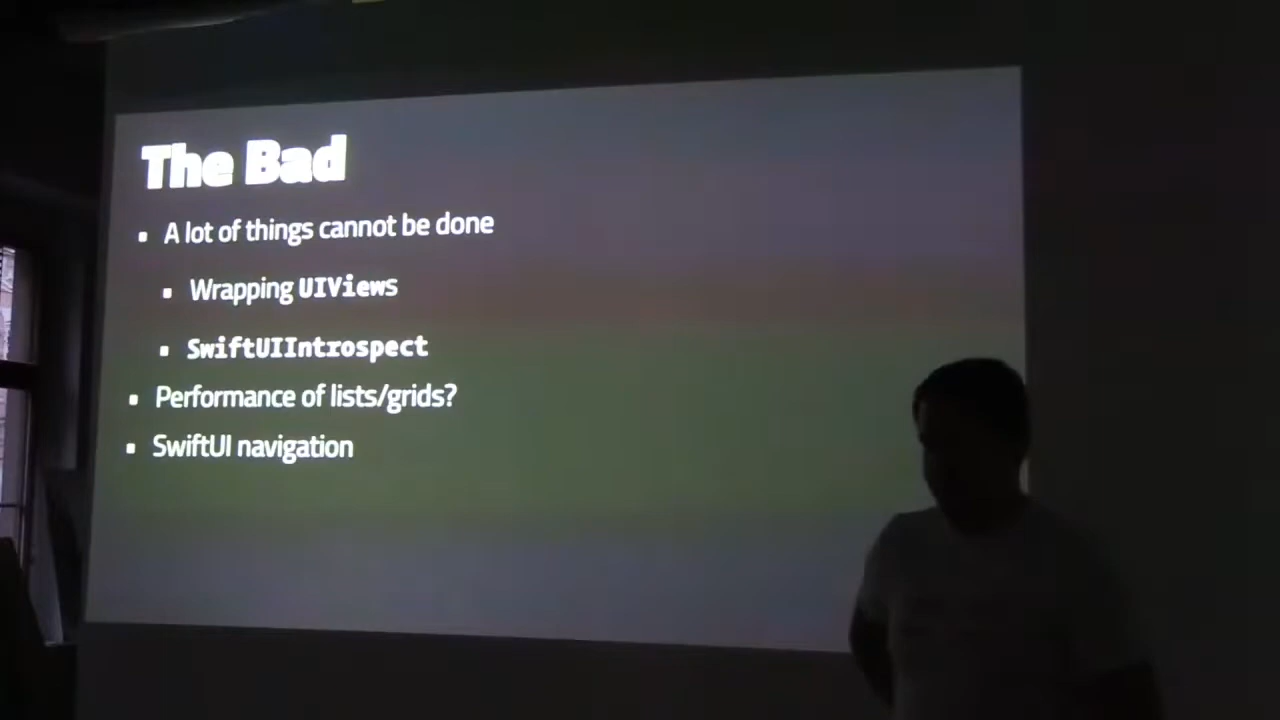 The Bad
A lot of things cannot be done
Wrapping UIViews
SwiftUIIntrospect
Performance of lists/grids?
SwiftUI navigation